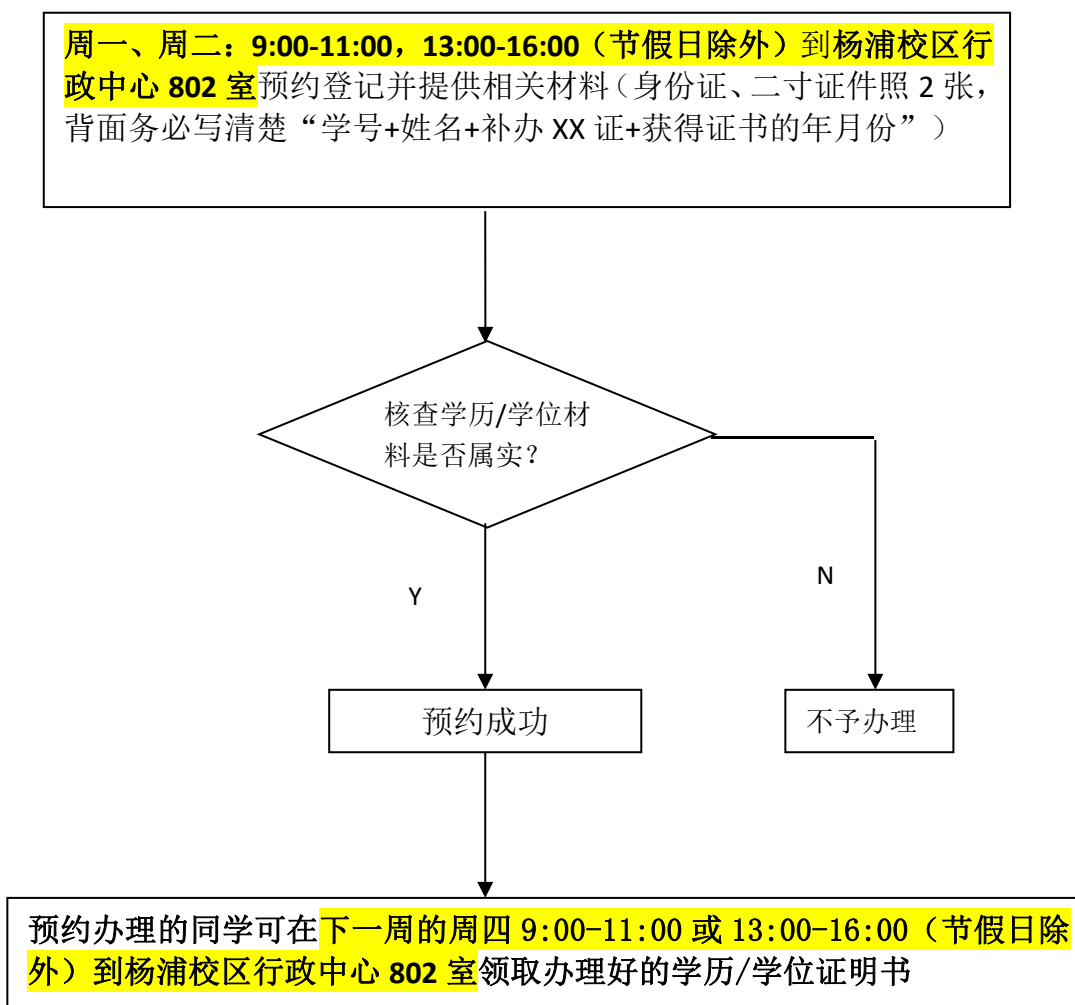 周一、周二：9:00-11:00，13:00-16:00（节假日除外）到杨浦校区行
政中心 802 室预约登记并提供相关材料（身份证、二寸证件照 2 张，
背面务必写清楚“学号+姓名+补办 XX 证+获得证书的年月份”）
核查学历/学位材
料是否属实？
Y
N
预约成功
不予办理
预约办理的同学可在下一周的周四 9:00-11:00 或 13:00-16:00（节假日除
外）到杨浦校区行政中心 802 室领取办理好的学历/学位证明书